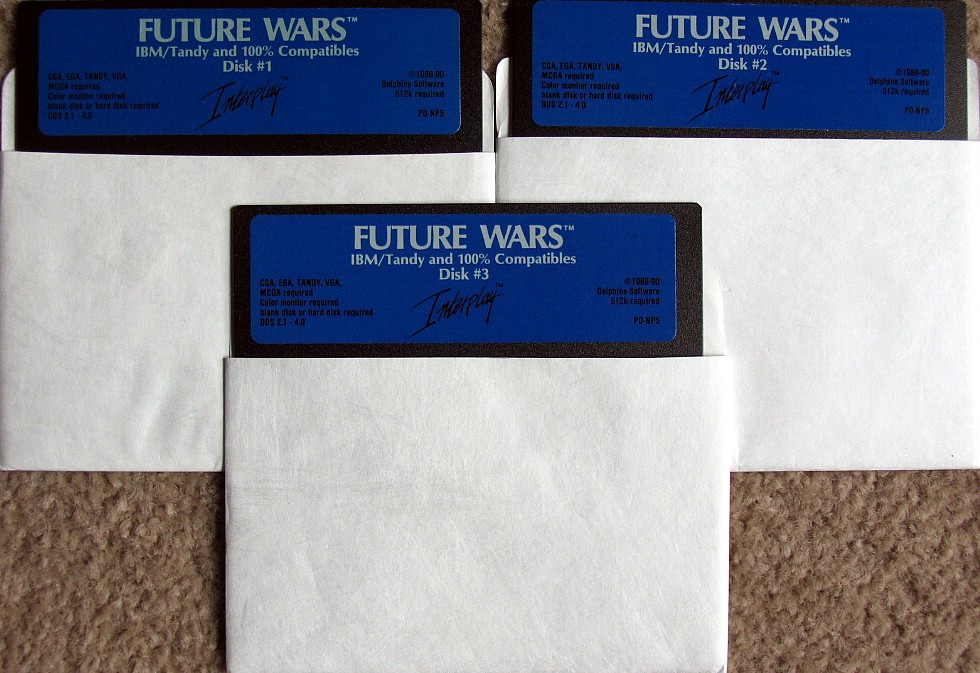 FUTURE WARS™
IBM/Tandy and 100% Compatibles
Disk #1
CGA, EGA, TANDY, VGA,
MCGA required
Color monitor required
blank disk or hard disk required
DOS 2.1 - 4.0
Interplay™
©1989-90
Delphine Software
512k required
PD-NP5
FUTURE WARS™
IBM/Tandy and 100% Compatibles
Disk #2
CGA, EGA, TANDY, VGA,
MCGA required
Color monitor required
blank disk or hard disk required
DOS 2.1 - 4.0
Interplay™
©1989-90
Delphine Software
512k required
PD-NP5
FUTURE WARS™
IBM/Tandy and 100% Compatibles
Disk #3
CGA, EGA, TANDY, VGA,
MCGA required
Color monitor required
blank disk or hard disk required
DOS 2.1 - 4.0
Interplay™
©1989-90
Delphine Software
512k required
PD-NP5